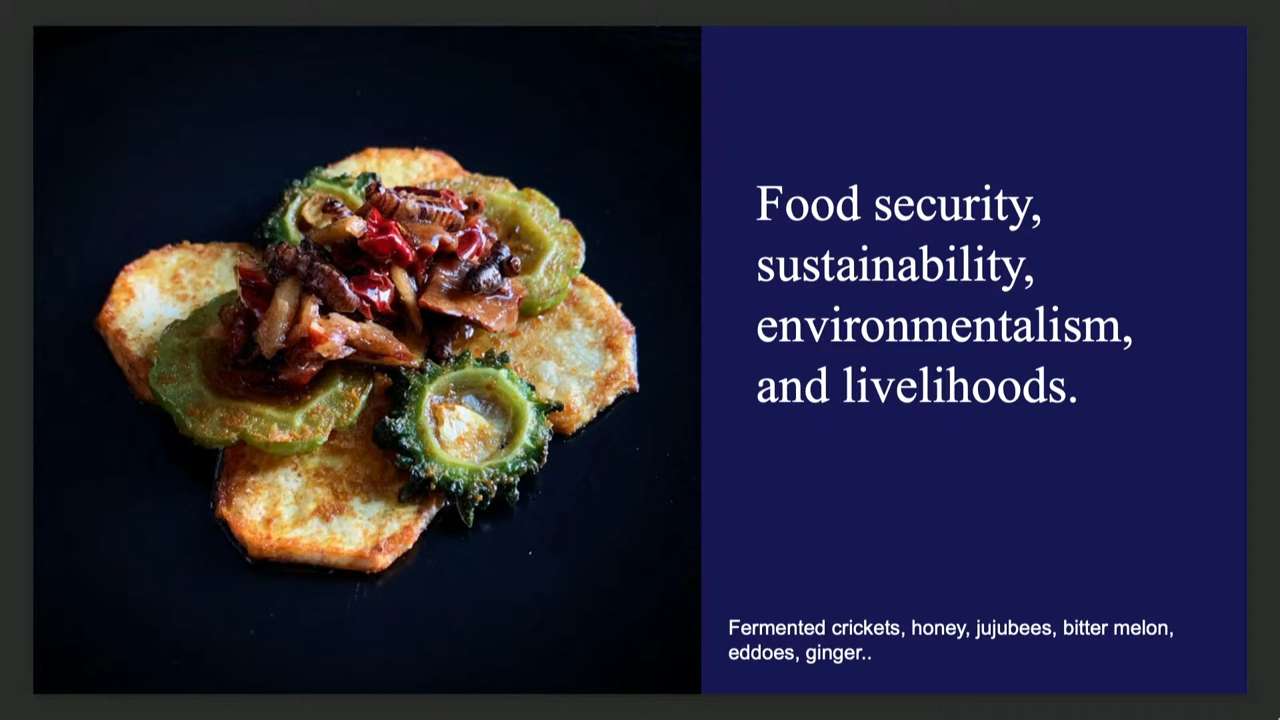 Food security,
sustainability,
environmentalism,
and livelihoods.
Fermented crickets, honey, jujubees, bitter melon,
eddoes, ginger..